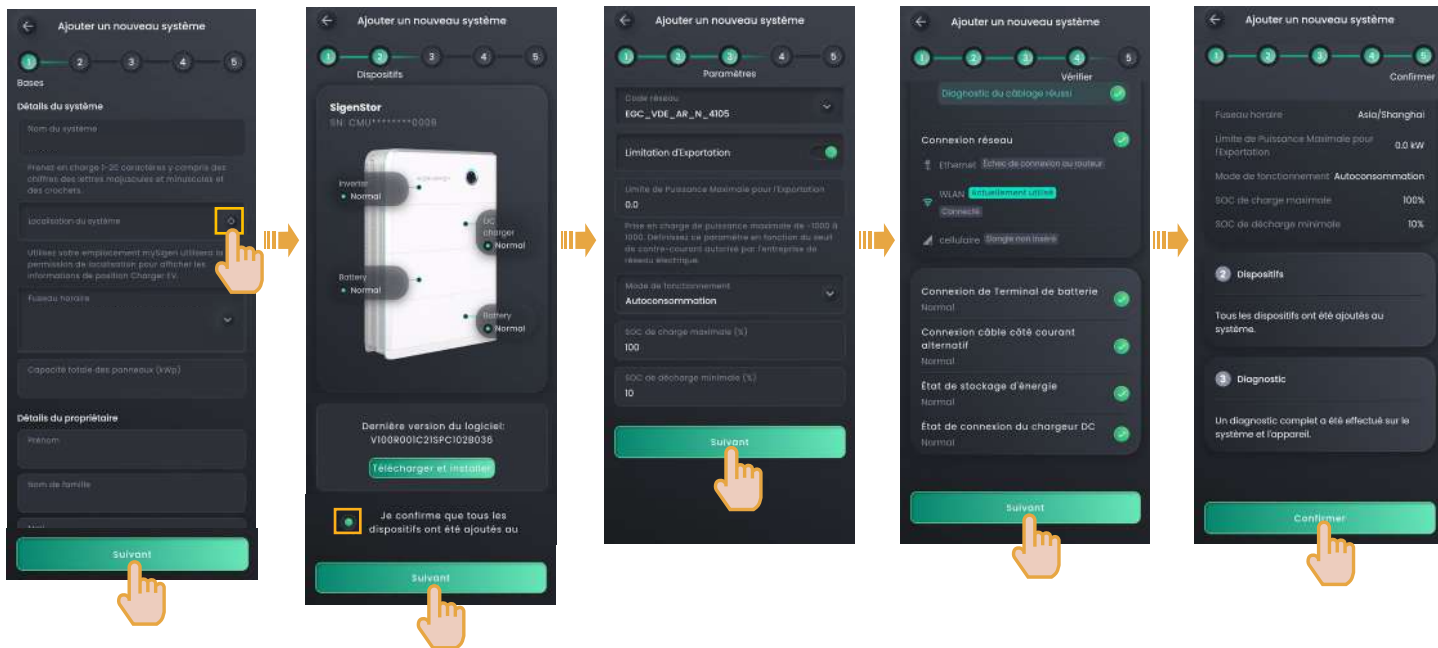 Ajouter un nouveau système
1
2
3
4
5
Bases
Détails du système
Nom du système
Prenez en charge 1-20 caractères y compris des
chiffres des lettres majuscules et minuscules et
des crochets.
Localisation du système
Utilisez votre emplacement mySigen utilisera la
permission de localisation pour afficher les
informations de position Charger EV.
Fuseau horaire
Capacité totale des panneaux (kWp)
Détails du propriétaire
Prénom
Nom de famille
Suivant
Ajouter un nouveau système
1
2
3
4
5
Dispositifs
SigenStor
SN: CMU********0006
Inverter
Normal
DC
charger
Normal
Battery
Normal
Battery
Normal
Dernière version du logiciel:
V100R001C21SPC102B036
Télécharger et installer
Je confirme que tous les
dispositifs ont été ajoutés au
Suivant
Ajouter un nouveau système
1
2
3
4
5
Paramètres
Code réseau
EGC_VDE_AR_N_4105
Limitation d'Exportation
Limite de Puissance Maximale pour l'Exportation
0.0
Prise en charge de puissance maximale de -1000 à
1000. Définissez ce paramètre en fonction du seuil
de contre-courant autorisé par l'entreprise de
réseau électrique.
Mode de fonctionnement
Autoconsommation
SOC de charge maximale (%)
100
SOC de décharge minimale (%)
10
Suivant
Ajouter un nouveau système
1
2
3
4
5
Vérifier
Diagnostic du câblage réussi
Connexion réseau
Ethernet Échec de connexion au routeur
WLAN Actuellement utilisé
Connecté
cellulaire Dongle non inséré
Connexion de Terminal de batterie
Normal
Connexion câble côté courant
alternatif
Normal
État de stockage d'énergie
Normal
État de connexion du chargeur DC
Normal
Suivant
Ajouter un nouveau système
1
2
3
4
5
Confirmer
Fuseau horaire Asia/Shanghai
Limite de Puissance Maximale pour
l'Exportation 0.0 kW
Mode de fonctionnement Autoconsommation
SOC de charge maximale 100%
SOC de décharge minimale 10%
2 Dispositifs
Tous les dispositifs ont été ajoutés au
système.
3 Diagnostic
Un diagnostic complet a été effectué sur le
système et l'appareil.
Confirmer